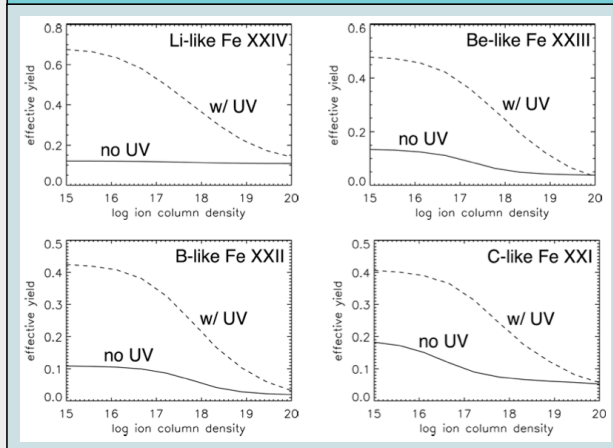 Li-like Fe XXIV
0.8
0.6
0.4
0.2
0.0
effective yield
w/ UV
no UV
15 16 17 18 19 20
log ion column density
Be-like Fe XXIII
0.6
0.4
0.2
0.0
effective yield
w/ UV
no UV
15 16 17 18 19 20
log ion column density
B-like Fe XXII
0.5
0.4
0.3
0.2
0.1
0.0
effective yield
w/ UV
no UV
15 16 17 18 19 20
log ion column density
C-like Fe XXI
0.5
0.4
0.3
0.2
0.1
0.0
effective yield
w/ UV
no UV
15 16 17 18 19 20
log ion column density